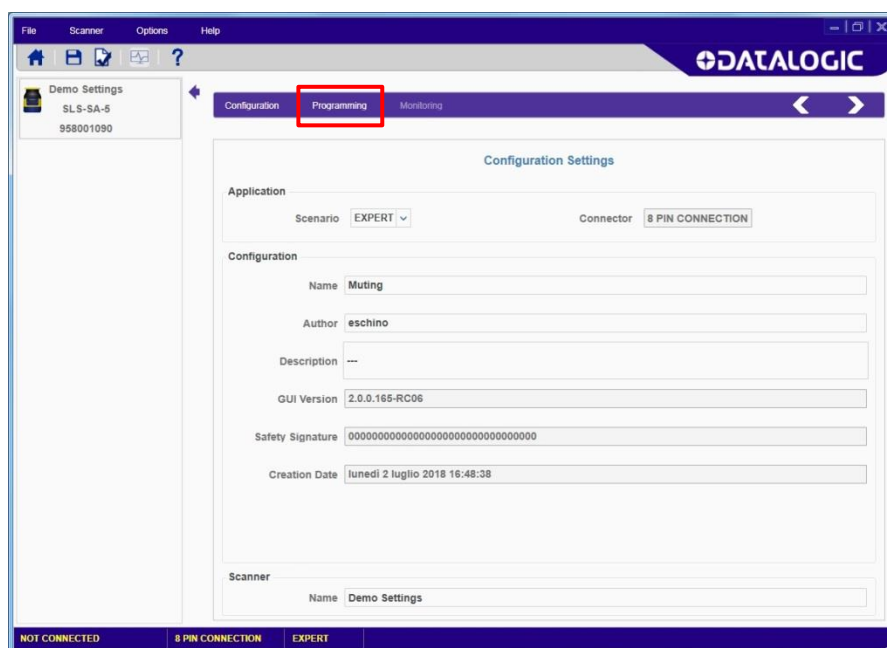 File Scanner Options Help
DATALOGIC
Demo Settings
SLS-SA-5
958001090
Configuration Programming Monitoring
Configuration Settings
Application
Scenario EXPERT Connector 8 PIN CONNECTION
Configuration
Name Muting
Author eschino
Description ---
GUI Version 2.0.0.165-RC06
Safety Signature 00000000000000000000000000000000
Creation Date lunedì 2 luglio 2018 16:48:38
Scanner
Name Demo Settings
NOT CONNECTED 8 PIN CONNECTION EXPERT